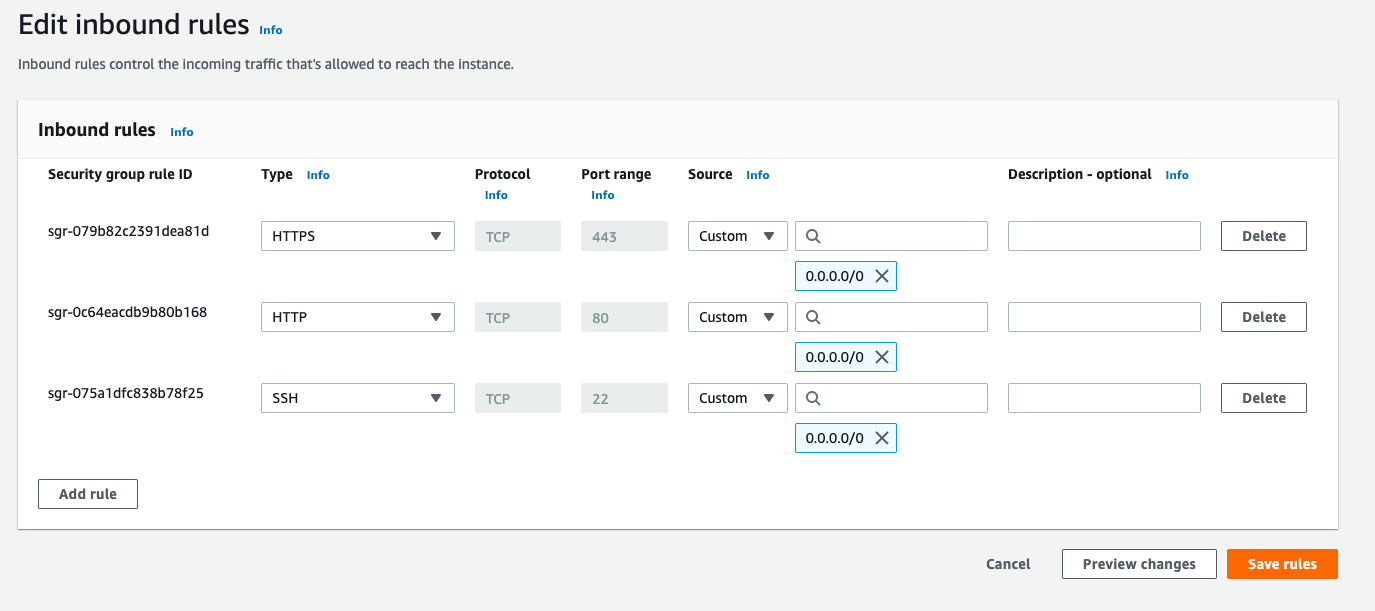 Edit inbound rules Info
Inbound rules control the incoming traffic that's allowed to reach the instance.
Inbound rules Info
Security group rule ID Type Info Protocol Info Port range Info Source Info Description - optional Info
sgr-079b82c2391dea81d HTTPS TCP 443 Custom Delete
0.0.0.0/0
sgr-0c64eacdb9b80b168 HTTP TCP 80 Custom Delete
0.0.0.0/0
sgr-075a1dfc838b78f25 SSH TCP 22 Custom Delete
0.0.0.0/0
Add rule
Cancel Preview changes Save rules